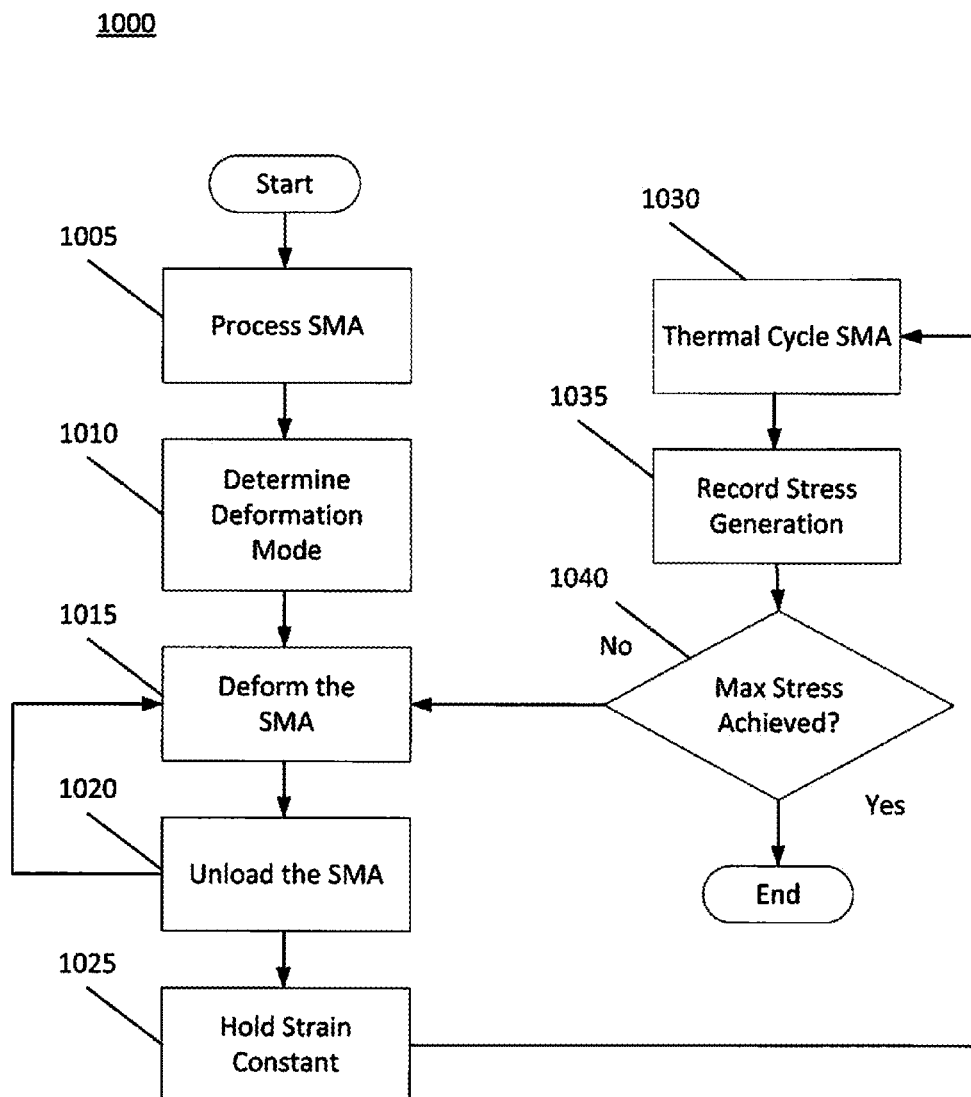 1000
Start
1005
Process SMA
1010
Determine
Deformation
Mode
1015
Deform the
SMA
1020
Unload the SMA
1025
Hold Strain
Constant
1030
Thermal Cycle SMA
1035
Record Stress
Generation
1040
No
Max Stress
Achieved?
Yes
End